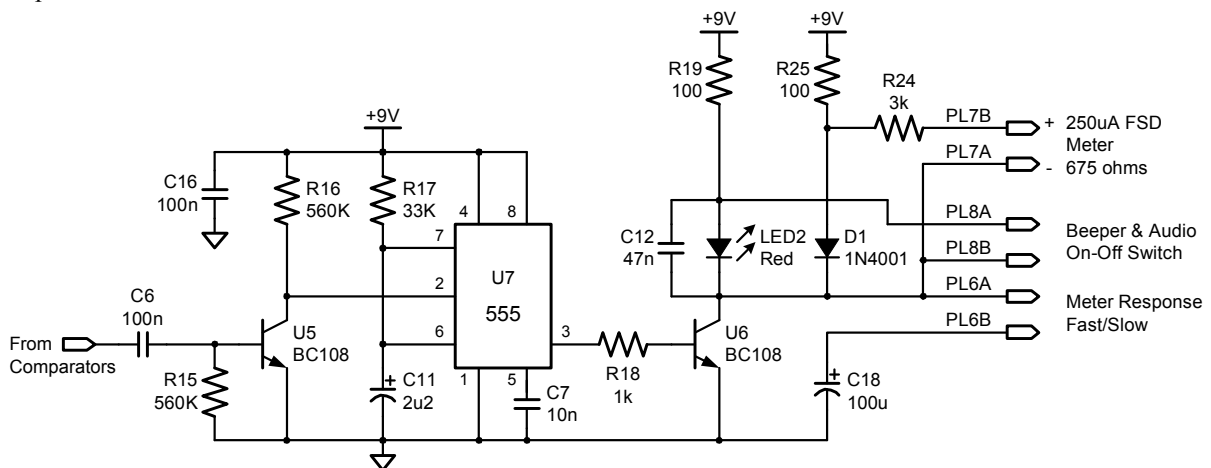 +9V
+9V
R19
100
R25
100
R24
3k
PL7B
+ 250uA FSD
Meter
- 675 ohms
PL7A
+9V
C16
100n
R16
560K
R17
33K
4
8
7
U7
555
2
6
3
1
5
C12
47n
LED2
Red
D1
1N4001
PL8A
PL8B
Beeper & Audio
On-Off Switch
PL6A
PL6B
Meter Response
Fast/Slow
From
Comparators
C6
100n
R15
560K
U5
BC108
C11
+
2u2
C7
10n
R18
1k
U6
BC108
+
C18
100u